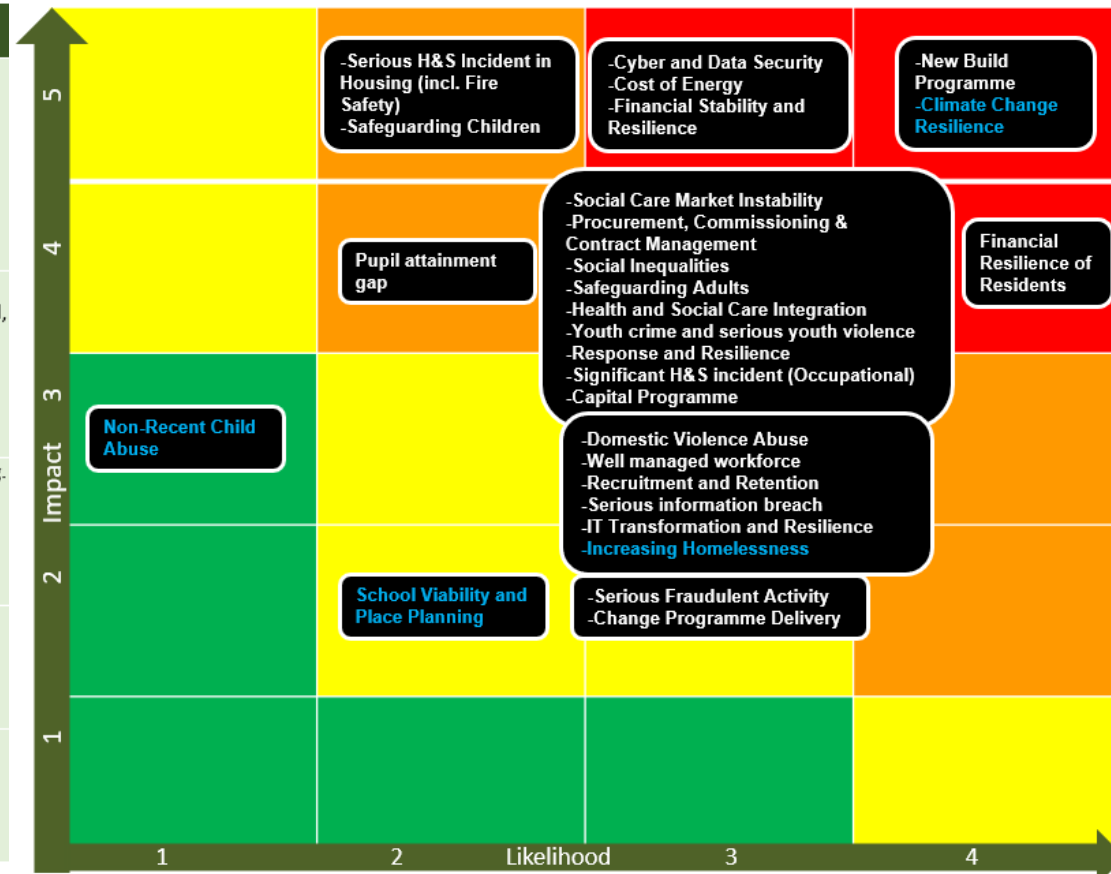 5
-Serious H&S Incident in
Housing (incl. Fire
Safety)
-Safeguarding Children
-Cyber and Data Security
-Cost of Energy
-Financial Stability and
Resilience
-New Build
Programme
-Climate Change
Resilience
4
Pupil attainment
gap
-Social Care Market Instability
-Procurement, Commissioning &
Contract Management
-Social Inequalities
-Safeguarding Adults
-Health and Social Care Integration
-Youth crime and serious youth violence
-Response and Resilience
-Significant H&S incident (Occupational)
-Capital Programme
Financial
Resilience of
Residents
3
Impact
Non-Recent Child
Abuse
-Domestic Violence Abuse
-Well managed workforce
-Recruitment and Retention
-Serious information breach
-IT Transformation and Resilience
-Increasing Homelessness
2
School Viability and
Place Planning
-Serious Fraudulent Activity
-Change Programme Delivery
1
1 2 Likelihood 3 4